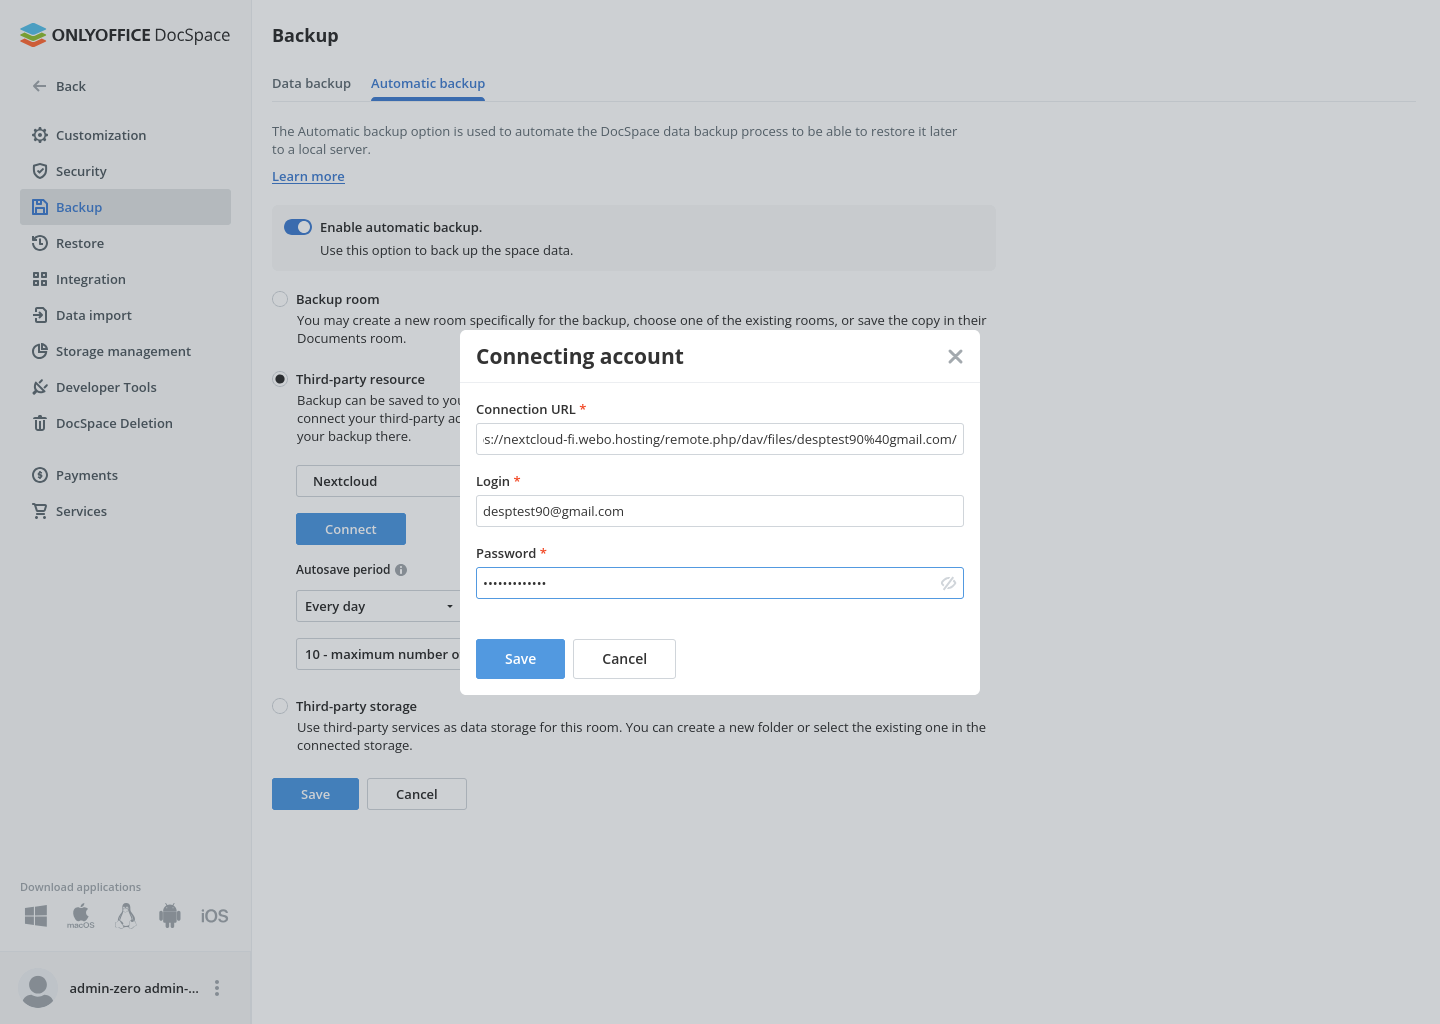 ONLYOFFICE DocSpace
Back
Customization
Security
Backup
Restore
Integration
Data import
Storage management
Developer Tools
DocSpace Deletion
Payments
Services
Download applications
macOS
iOS
admin-zero admin-...
Backup
Data backup
Automatic backup
The Automatic backup option is used to automate the DocSpace data backup process to be able to restore it later
to a local server.
Learn more
Enable automatic backup.
Use this option to back up the space data.
Backup room
You may create a new room specifically for the backup, choose one of the existing rooms, or save the copy in their
Documents room.
Third-party resource
Backup can be saved to you
connect your third-party ac
your backup there.
Nextcloud
Connect
Autosave period
Every day
10 - maximum number o
Third-party storage
Use third-party services as data storage for this room. You can create a new folder or select the existing one in the
connected storage.
Save
Cancel
Connecting account
Connection URL *
s://nextcloud-fi.webo.hosting/remote.php/dav/files/desptest90%40gmail.com/
Login *
desptest90@gmail.com
Password *
•••••••••••••
Save
Cancel